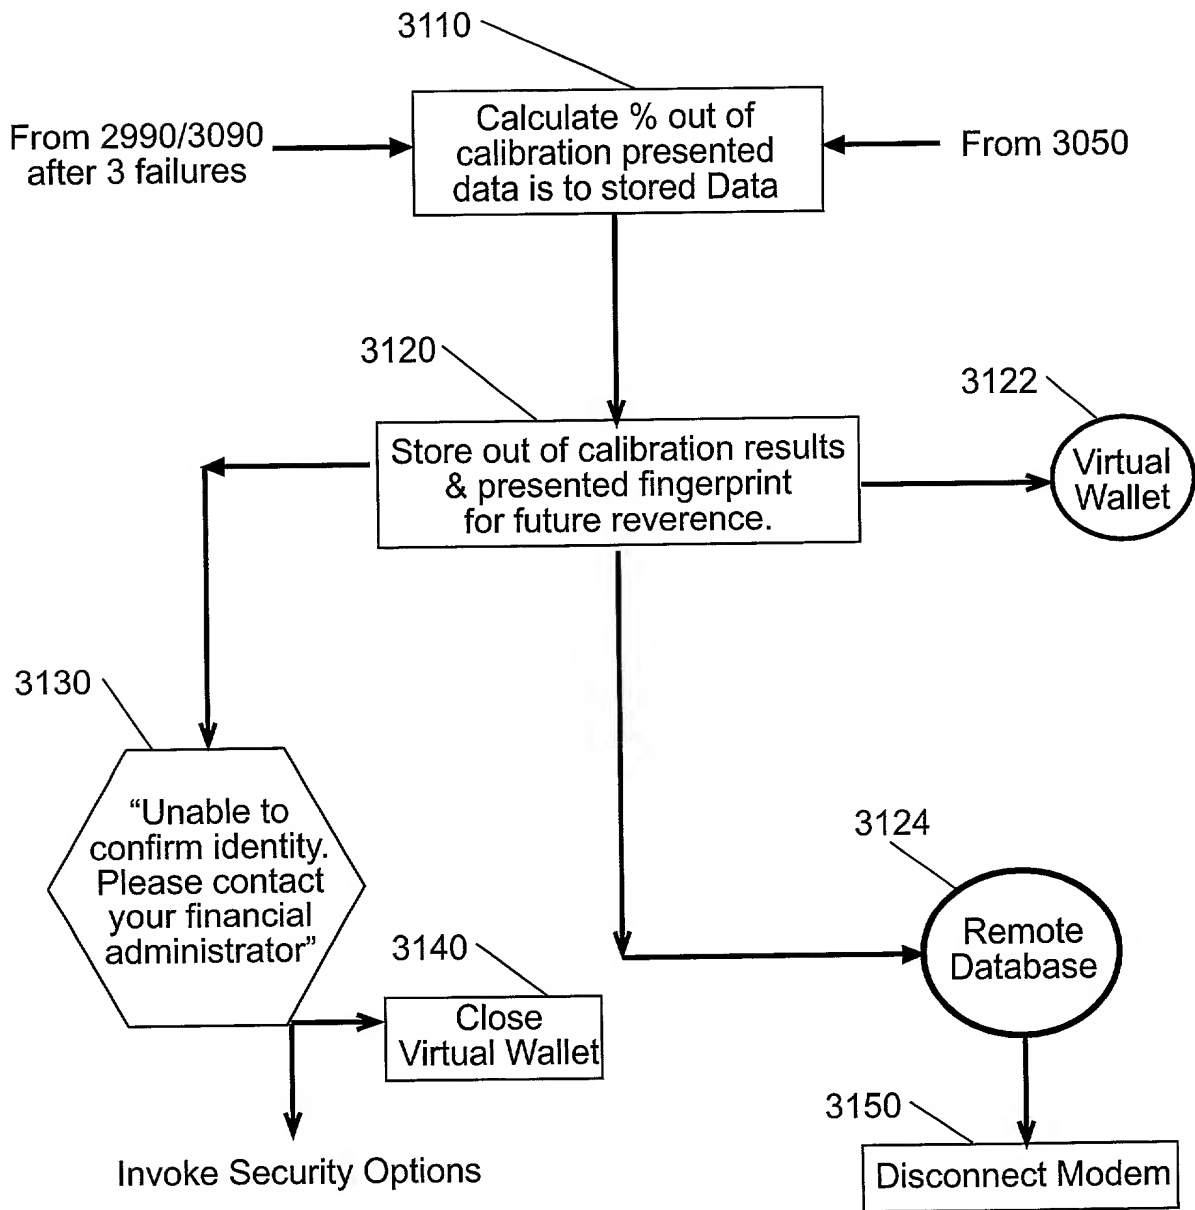 3110
From 2990/3090
after 3 failures
Calculate % out of
calibration presented
data is to stored Data
From 3050
3120
Store out of calibration results
& presented fingerprint
for future reverence.
3122
Virtual
Wallet
3130
“Unable to
confirm identity.
Please contact
your financial
administrator”
3124
Remote
Database
3140
Close
Virtual Wallet
Invoke Security Options
3150
Disconnect Modem